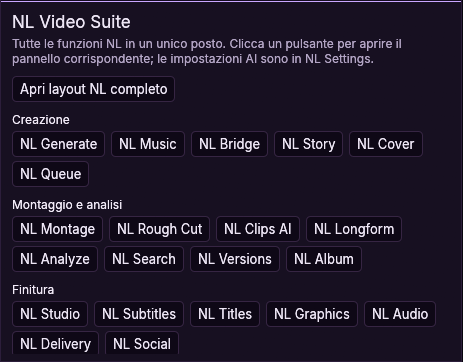 NL Video Suite
Tutte le funzioni NL in un unico posto. Clicca un pulsante per aprire il
pannello corrispondente; le impostazioni AI sono in NL Settings.
Apri layout NL completo
Creazione
NL Generate NL Music NL Bridge NL Story NL Cover
NL Queue
Montaggio e analisi
NL Montage NL Rough Cut NL Clips AI NL Longform
NL Analyze NL Search NL Versions NL Album
Finitura
NL Studio NL Subtitles NL Titles NL Graphics NL Audio
NL Delivery NL Social